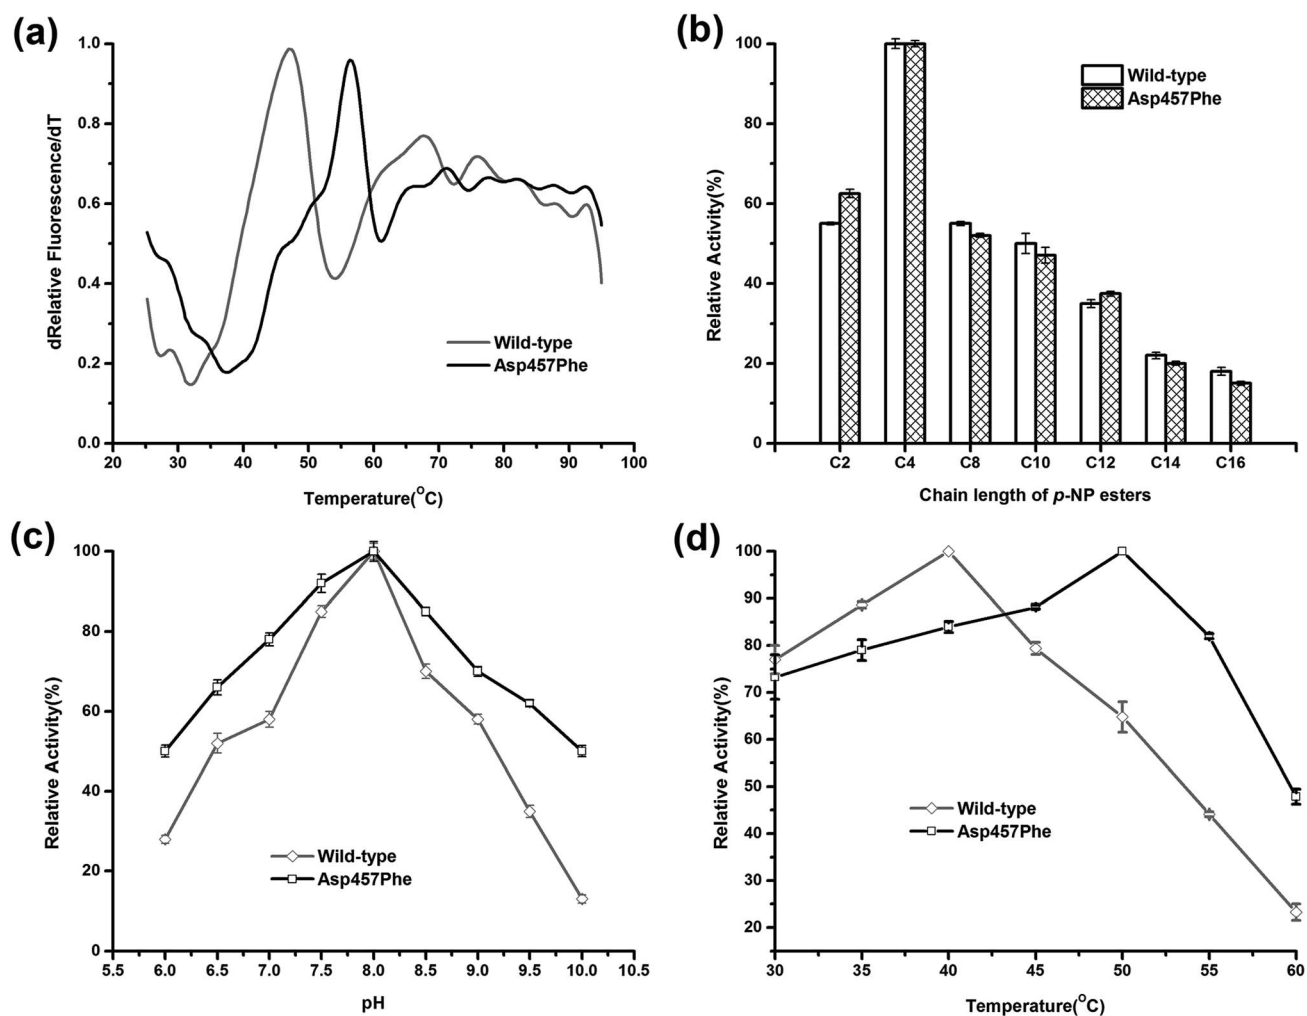 (a)
1.0
0.8
0.6
0.4
0.2
0.0
dRelative Fluorescence/dT
Wild-type
Asp457Phe
20 30 40 50 60 70 80 90 100
Temperature(°C)
(b)
100
80
60
40
20
0
Relative Activity(%)
Wild-type
Asp457Phe
C2 C4 C8 C10 C12 C14 C16
Chain length of p-NP esters
(c)
100
80
60
40
20
0
Relative Activity(%)
Wild-type
Asp457Phe
5.5 6.0 6.5 7.0 7.5 8.0 8.5 9.0 9.5 10.0 10.5
pH
(d)
100
90
80
70
60
50
40
30
20
Relative Activity(%)
Wild-type
Asp457Phe
30 35 40 45 50 55 60
Temperature(°C)